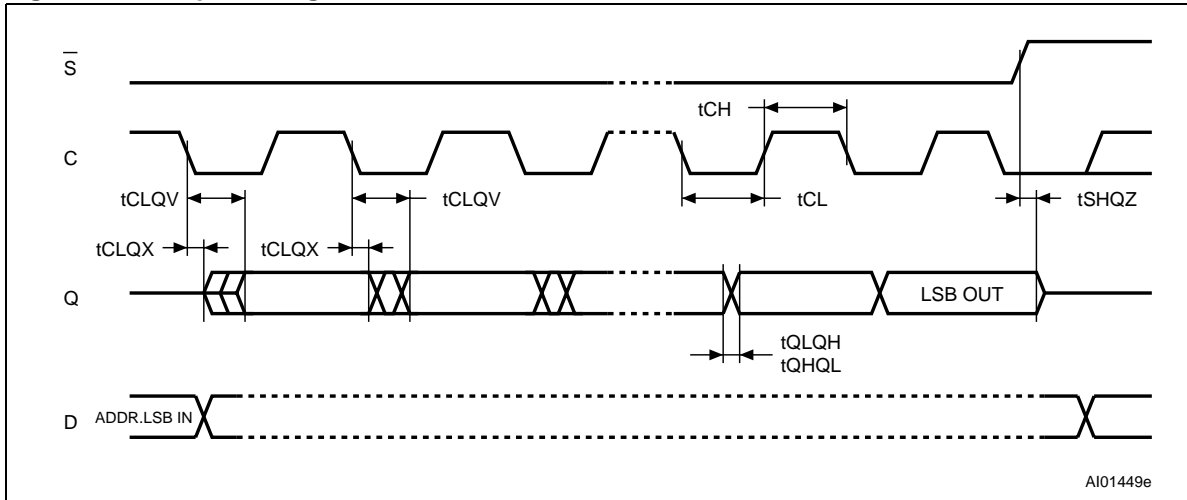 S
tCH
C
tCLQV
tCLQV
tCL
tSHQZ
tCLQX
tCLQX
Q
LSB OUT
tQLQH
tQHQL
D
ADDR.LSB IN
AI01449e